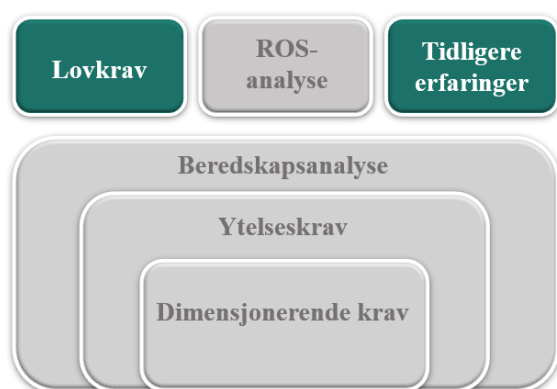 Lovkrav
ROS-
analyse
Tidligere
erfaringer
Beredskapsanalyse
Ytelseskrav
Dimensjonerende krav